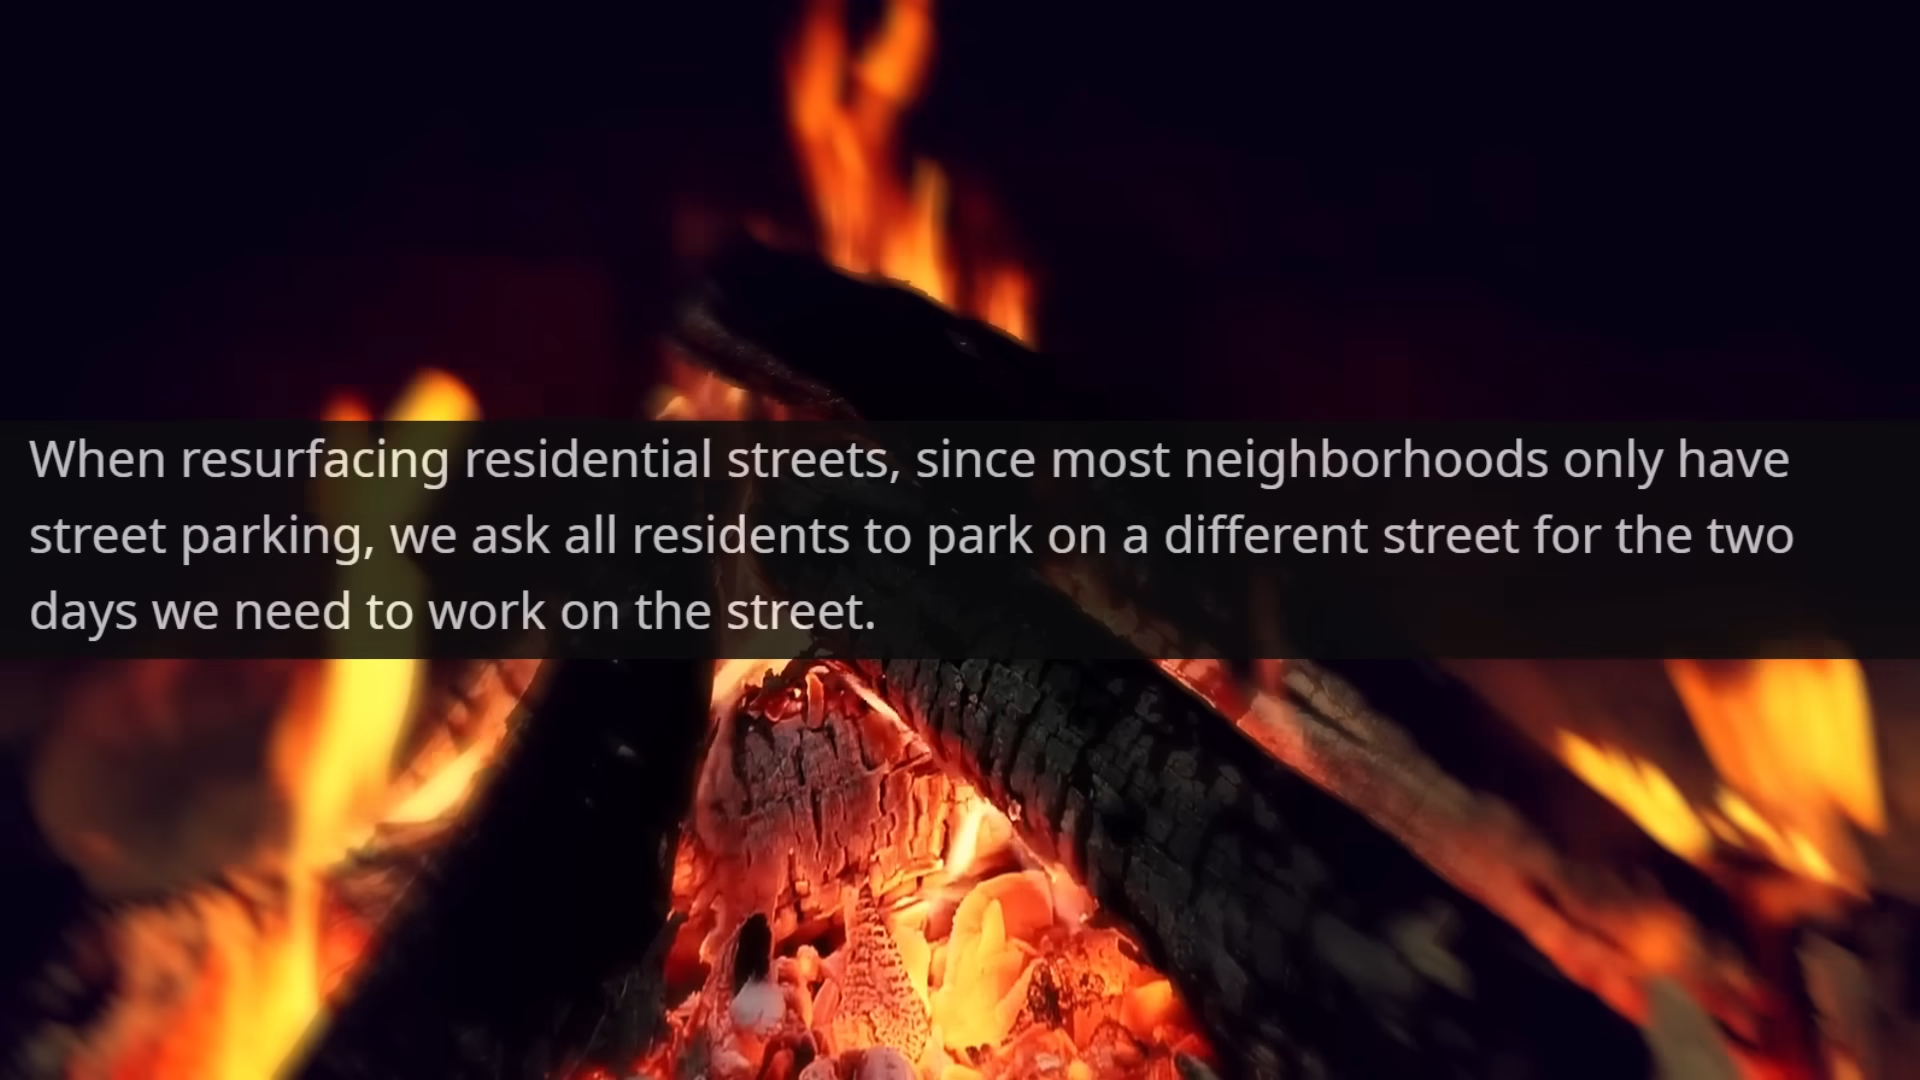 When resurfacing residential streets, since most neighborhoods only have
street parking, we ask all residents to park on a different street for the two
days we need to work on the street.